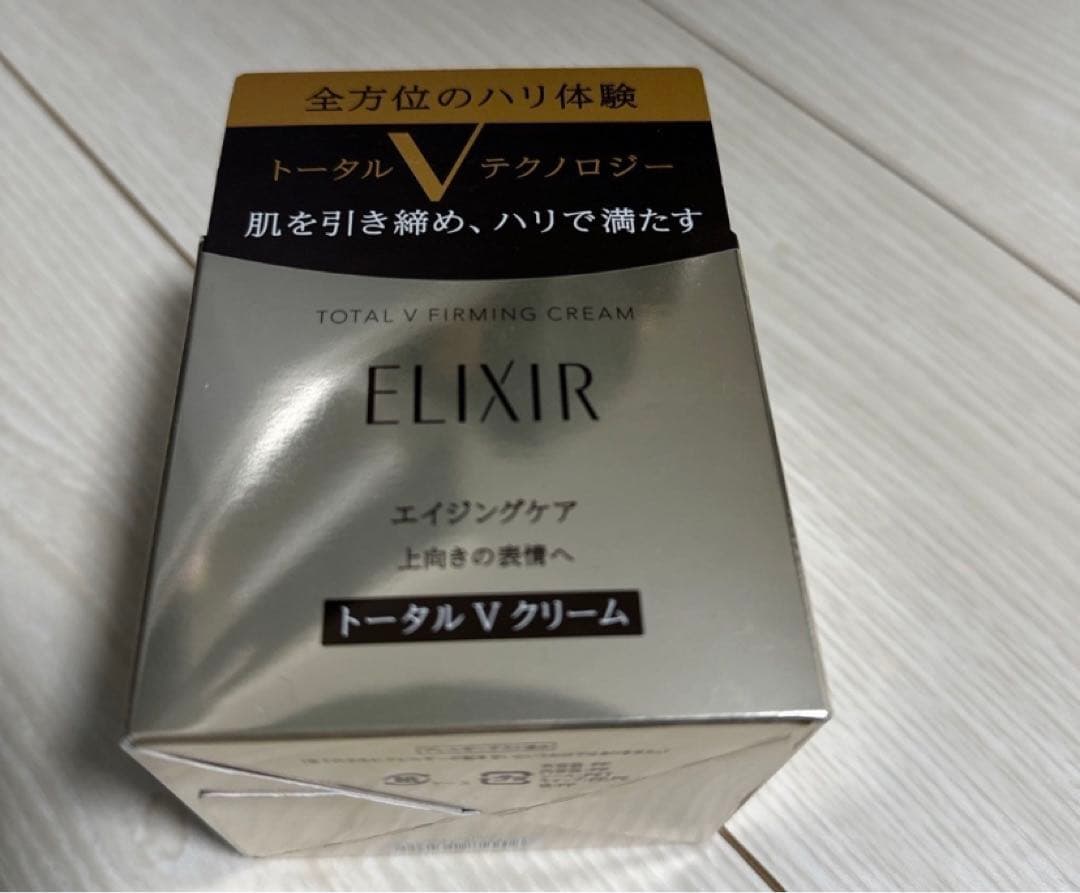 全方位のハリ体験
トータル V テクノロジー
肌を引き締め、ハリで満たす
TOTAL V FIRMING CREAM
ELIXIR
エイジングケア
上向きの表情へ
トータル V クリーム